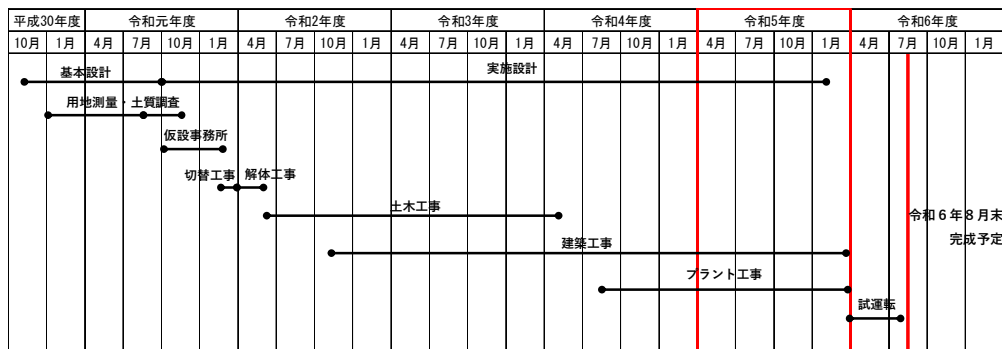 平成30年度 令和元年度 令和2年度 令和3年度 令和4年度 令和5年度 令和6年度
10月 1月 4月 7月 10月 1月 4月 7月 10月 1月 4月 7月 10月 1月 4月 7月 10月 1月 4月 7月 10月 1月 4月 7月 10月 1月
基本設計 実施設計
用地測量・土質調査
仮設事務所
切替工事 解体工事
土木工事
令和６年８月末
完成予定
建築工事
プラント工事
試運転